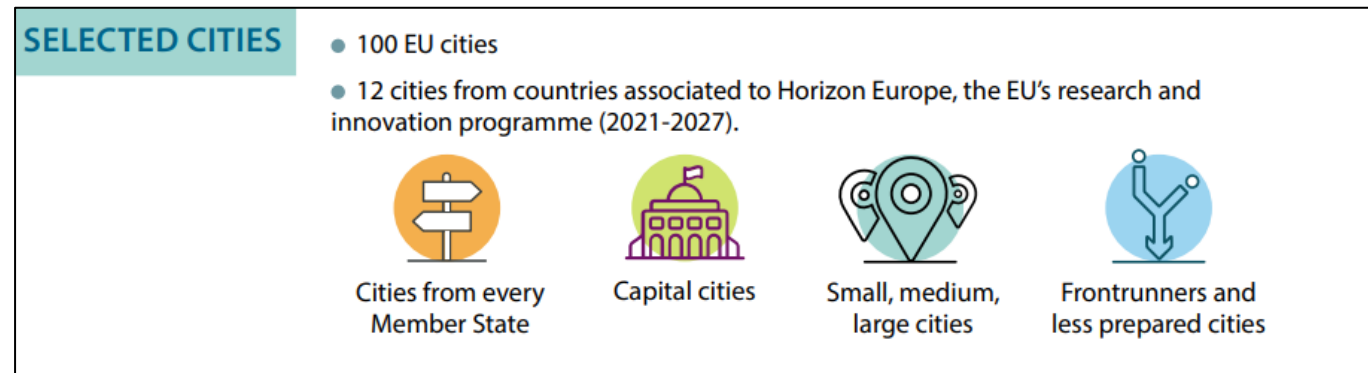 SELECTED CITIES
● 100 EU cities
● 12 cities from countries associated to Horizon Europe, the EU's research and
innovation programme (2021-2027).
Cities from every
Member State
Capital cities
Small, medium,
large cities
Frontrunners and
less prepared cities